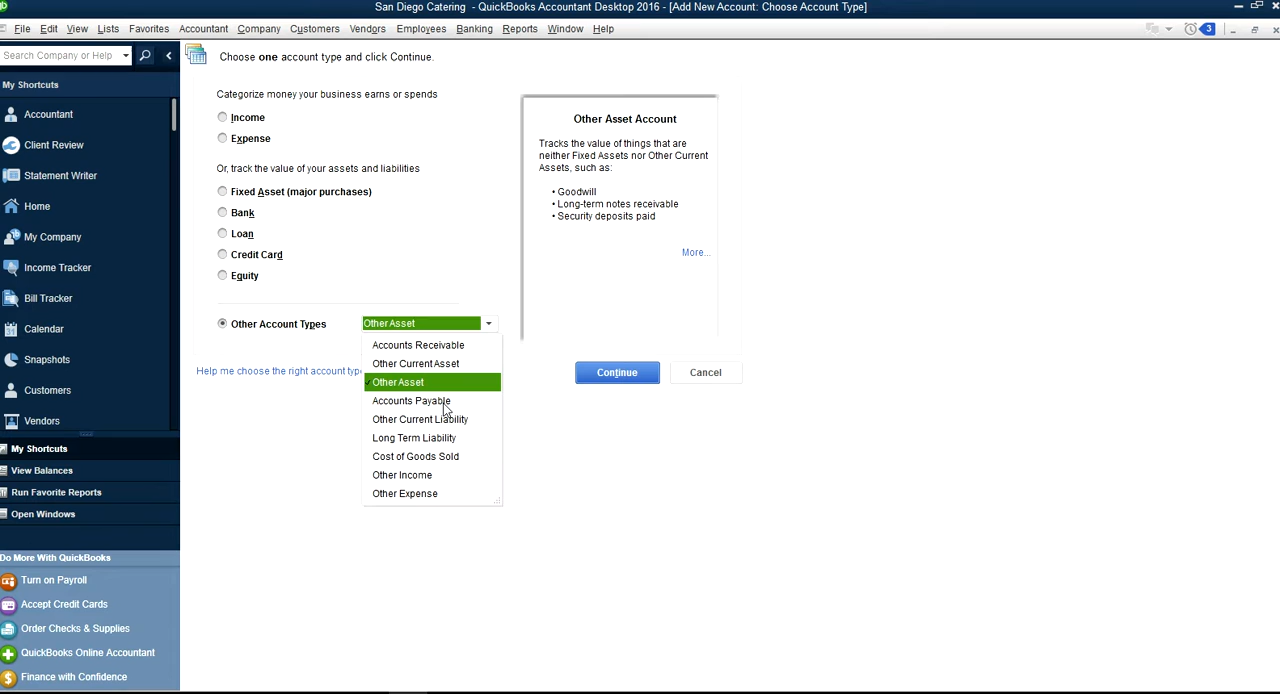 San Diego Catering - QuickBooks Accountant Desktop 2016 - [Add New Account: Choose Account Type]
File Edit View Lists Favorites Accountant Company Customers Vendors Employees Banking Reports Window Help
3
Search Company or Help
My Shortcuts
Accountant
Client Review
Statement Writer
Home
My Company
Income Tracker
Bill Tracker
Calendar
Snapshots
Customers
Vendors
My Shortcuts
View Balances
Run Favorite Reports
Open Windows
Do More With QuickBooks
Turn on Payroll
Accept Credit Cards
Order Checks & Supplies
QuickBooks Online Accountant
Finance with Confidence
Choose one account type and click Continue.
Categorize money your business earns or spends
Income
Expense
Or, track the value of your assets and liabilities
Fixed Asset (major purchases)
Bank
Loan
Credit Card
Equity
Other Account Types
Other Asset
Accounts Receivable
Other Current Asset
Other Asset
Accounts Payable
Other Current Liability
Long Term Liability
Cost of Goods Sold
Other Income
Other Expense
Help me choose the right account typ
Other Asset Account
Tracks the value of things that are
neither Fixed Assets nor Other Current
Assets, such as:
• Goodwill
• Long-term notes receivable
• Security deposits paid
More...
Continue
Cancel